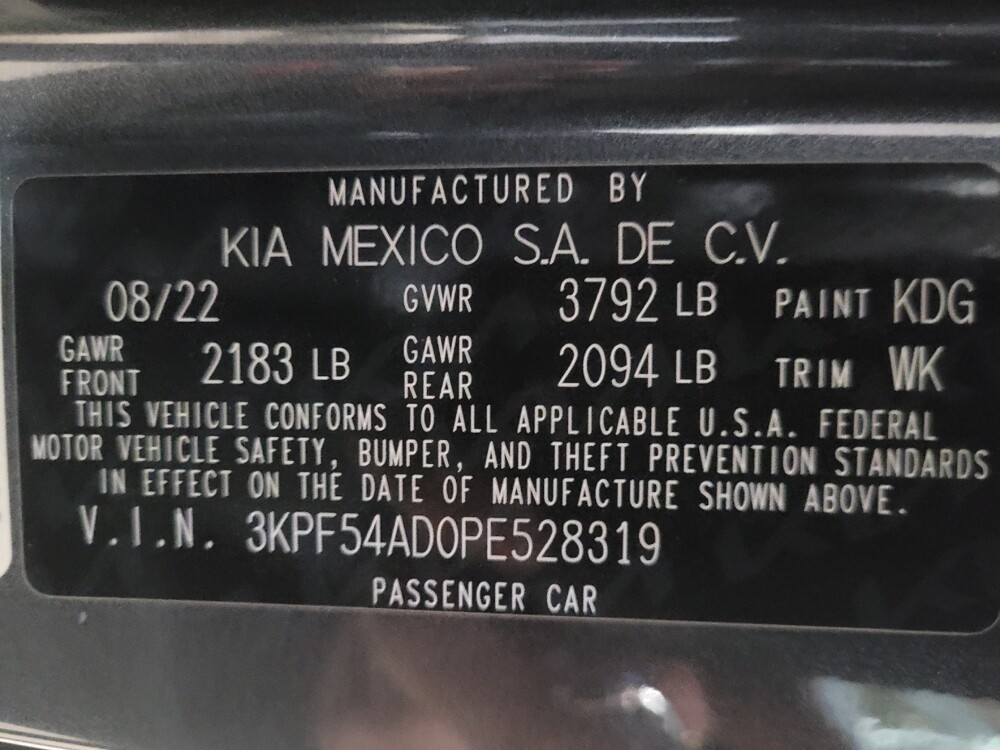 MANUFACTURED BY
KIA MEXICO S.A. DE C.V.
08/22 GVWR 3792 LB PAINT KDG
GAWR FRONT 2183 LB GAWR REAR 2094 LB TRIM WK
THIS VEHICLE CONFORMS TO ALL APPLICABLE U.S.A. FEDERAL
MOTOR VEHICLE SAFETY, BUMPER, AND THEFT PREVENTION STANDARDS
IN EFFECT ON THE DATE OF MANUFACTURE SHOWN ABOVE.
V.I.N. 3KPF54AD0PE528319
PASSENGER CAR